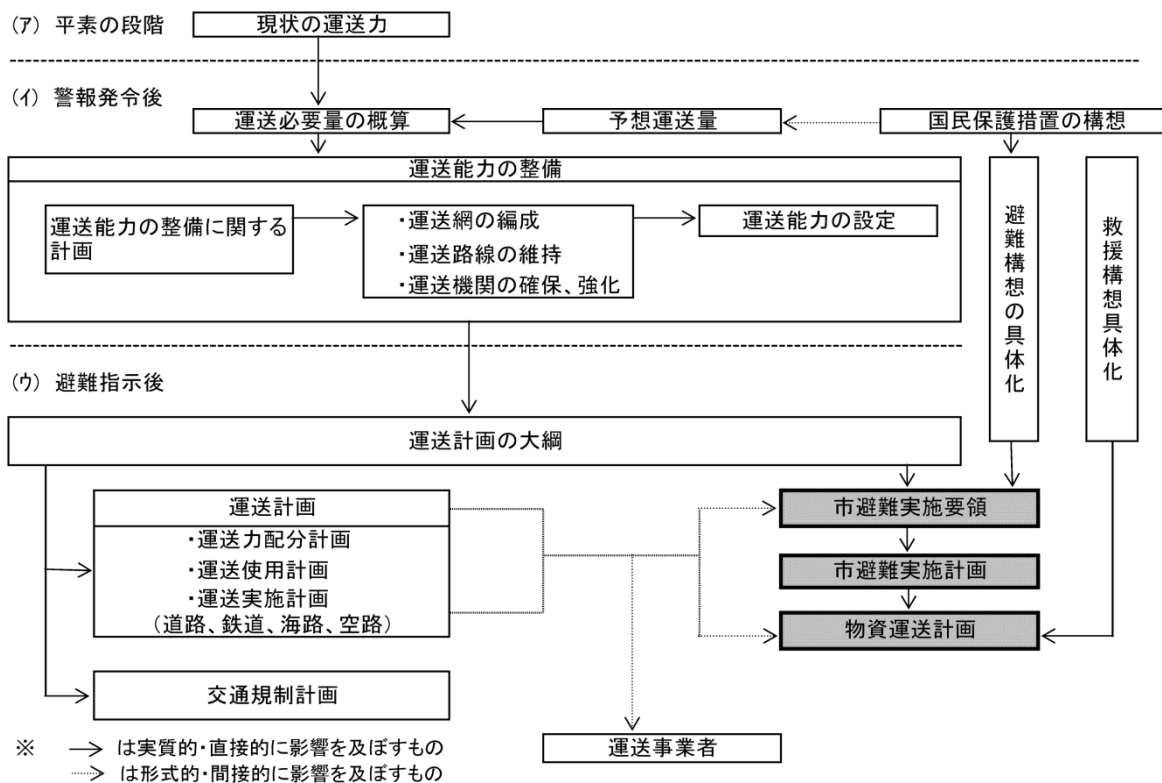 (ア) 平素の段階
現状の運送力
(イ) 警報発令後
運送必要量の概算
予想運送量
国民保護措置の構想
運送能力の整備
運送能力の整備に関する
計画
・運送網の編成
・運送路線の維持
・運送機関の確保、強化
運送能力の設定
避難構想の具体化
救援構想具体化
(ウ) 避難指示後
運送計画の大綱
運送計画
・運送力配分計画
・運送使用計画
・運送実施計画
(道路、鉄道、海路、空路)
市避難実施要領
市避難実施計画
物資運送計画
交通規制計画
運送事業者
※ → は実質的・直接的に影響を及ぼすもの
→ は形式的・間接的に影響を及ぼすもの